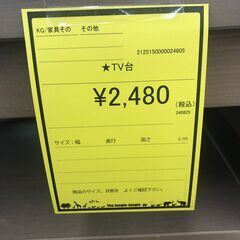 KG/家具その その他
2125150000024605
★TV台
¥2,480
(税込)
240625
サイズ：幅 奥行 高さ cm
商品のサイズ、状態を よくご確認下さい。
The Jungle-Jungle